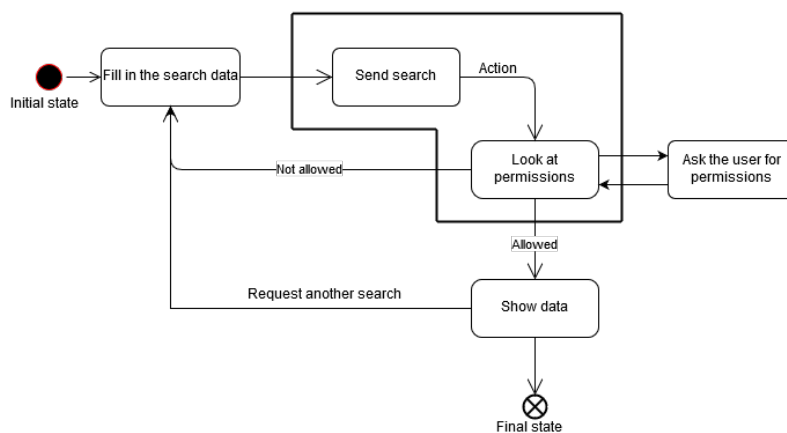 Fill in the search data
Send search
Action
Initial state
Look at
permissions
Ask the user for
permissions
Not allowed
Allowed
Request another search
Show data
Final state